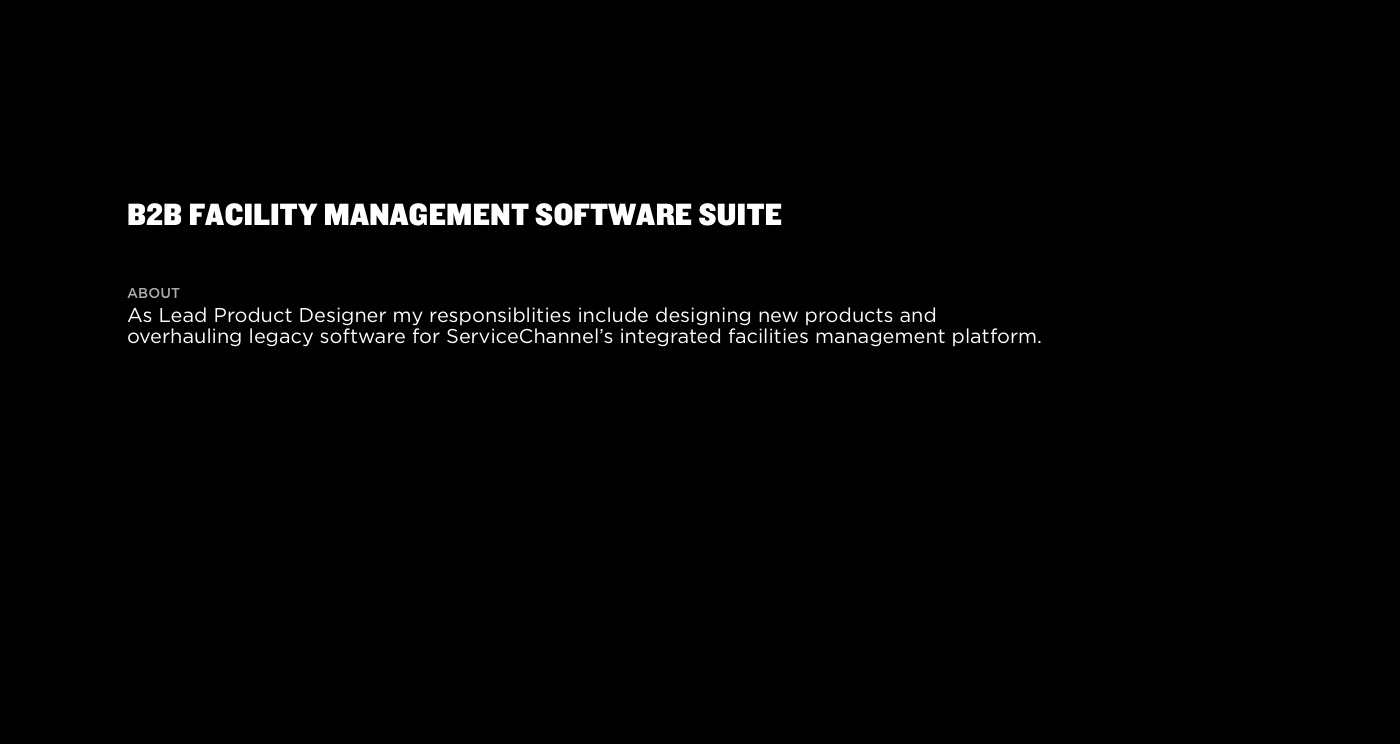 B2B FACILITY MANAGEMENT SOFTWARE SUITE
ABOUT
As Lead Product Designer my responsiblities include designing new products and
overhauling legacy software for ServiceChannel’s integrated facilities management platform.